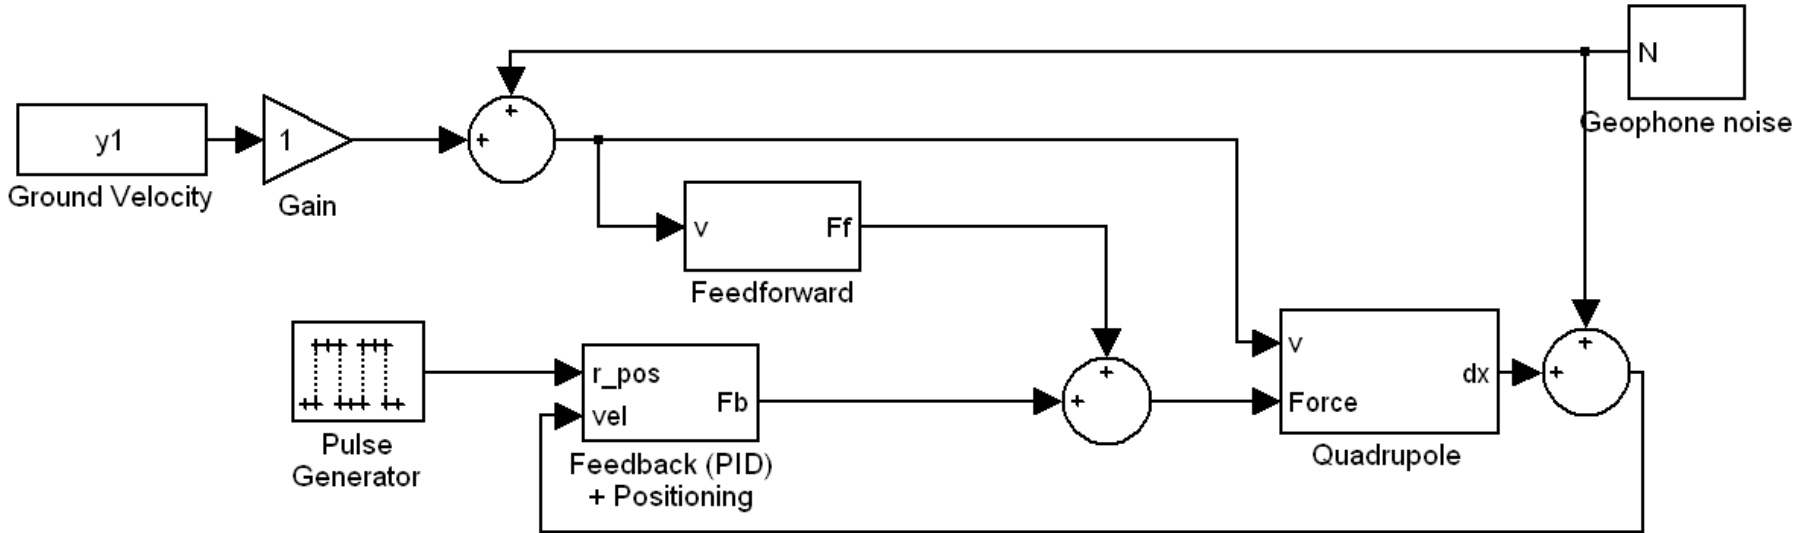 N
Geophone noise
+
y1
1
+
Ground Velocity
Gain
v
Ff
Feedforward
+
v
+
r_pos
dx
+
+
Fb
+
Force
vel
Pulse
Generator
Feedback (PID)
+ Positioning
Quadrupole